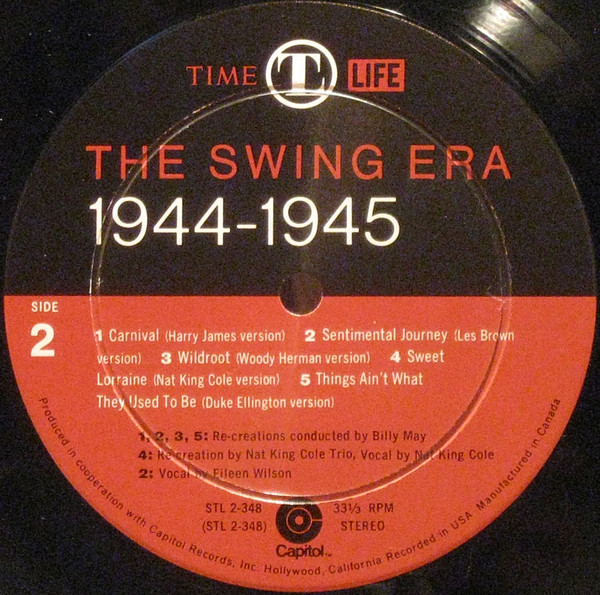 TIME T LIFE
THE SWING ERA
1944-1945
SIDE
2
1 Carnival (Harry James version) 2 Sentimental Journey (Les Brown
version) 3 Wildroot (Woody Herman version) 4 Sweet
Lorraine (Nat King Cole version) 5 Things Ain't What
They Used To Be (Duke Ellington version)
1, 2, 3, 5: Re-creations conducted by Billy May
4: Re-creation by Nat King Cole Trio, Vocal by Nat King Cole
2: Vocal by Eileen Wilson
STL 2-348 33⅓ RPM
(STL 2-348) STEREO
Capitol™
Produced in cooperation with Capitol Records, Inc. Hollywood, California Recorded in USA Manufactured in Canada